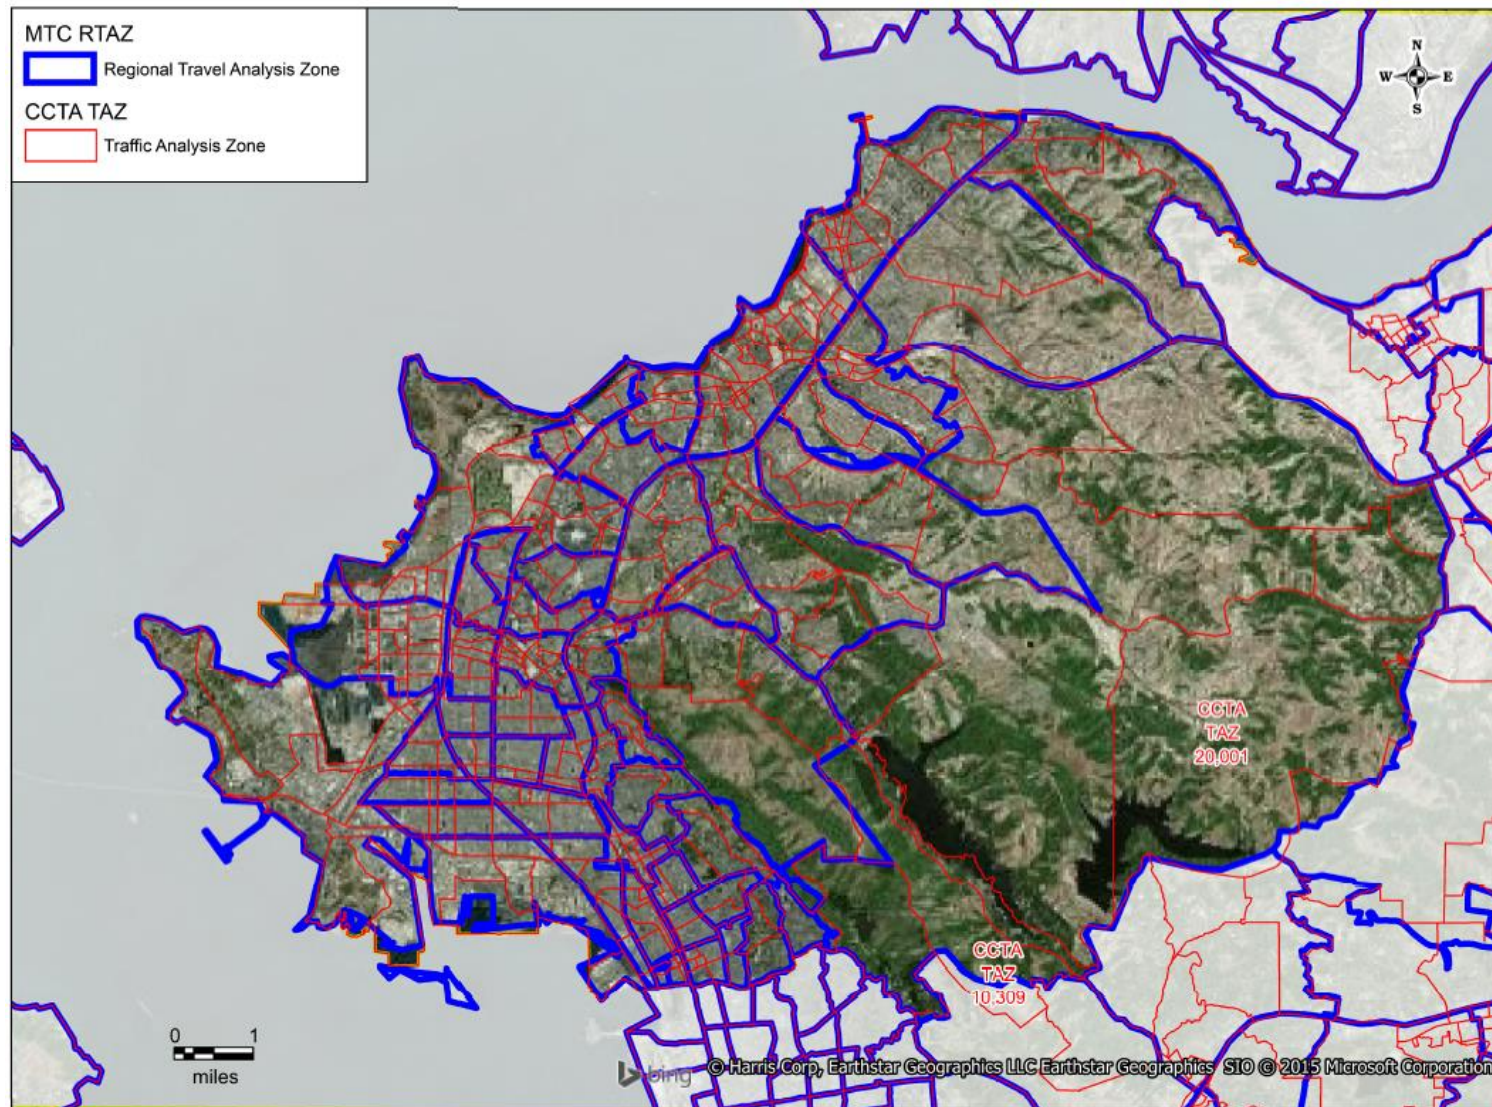 MTC RTAZ
Regional Travel Analysis Zone
CCTA TAZ
Traffic Analysis Zone
N
W E
S
CCTA
TAZ
20,001
CCTA
TAZ
10,309
0 1
miles
bing
© Harris Corp, Earthstar Geographics LLC Earthstar Geographics SIO © 2015 Microsoft Corporation